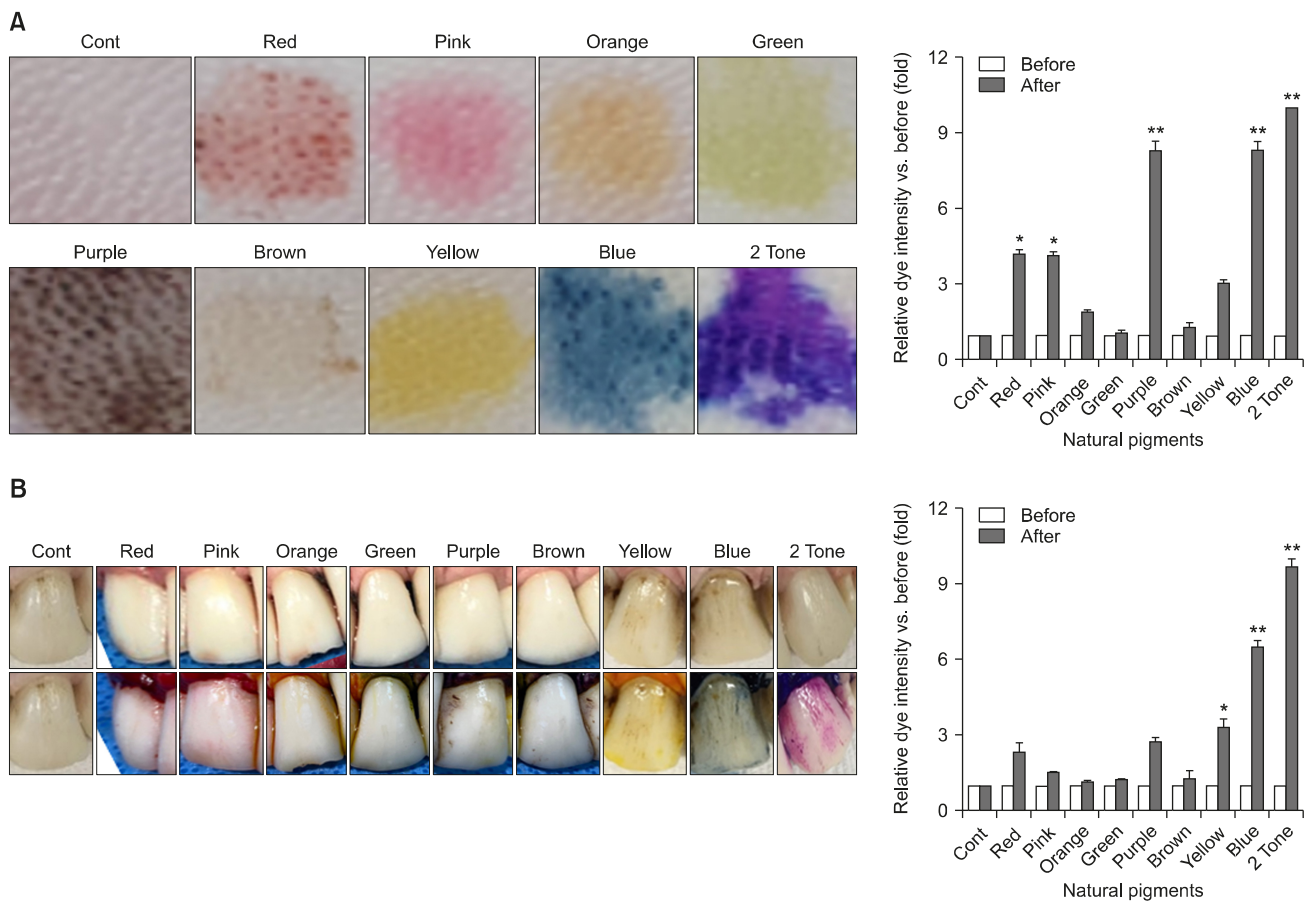 A
Cont Red Pink Orange Green
Purple Brown Yellow Blue 2 Tone
Relative dye intensity vs. before (fold)
12
9
6
3
0
Before
After
* * ** ** **
Cont Red Pink Orange Green Purple Brown Yellow Blue 2 Tone
Natural pigments
B
Cont Red Pink Orange Green Purple Brown Yellow Blue 2 Tone
Relative dye intensity vs. before (fold)
12
9
6
3
0
Before
After
* ** **
Cont Red Pink Orange Green Purple Brown Yellow Blue 2 Tone
Natural pigments